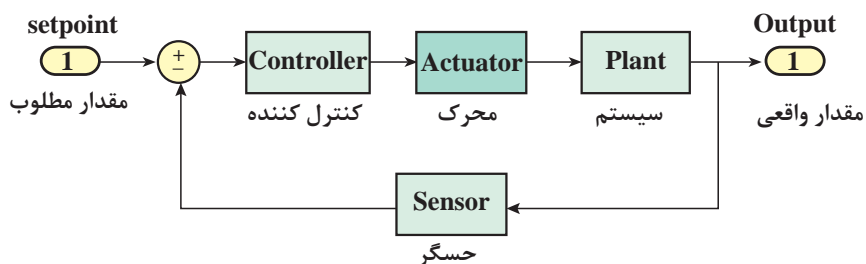 setpoint
Output
1
+
−
Controller
Actuator
Plant
1
مقدار مطلوب
کنترل کننده
محرک
سیستم
مقدار واقعی
Sensor
حسگر